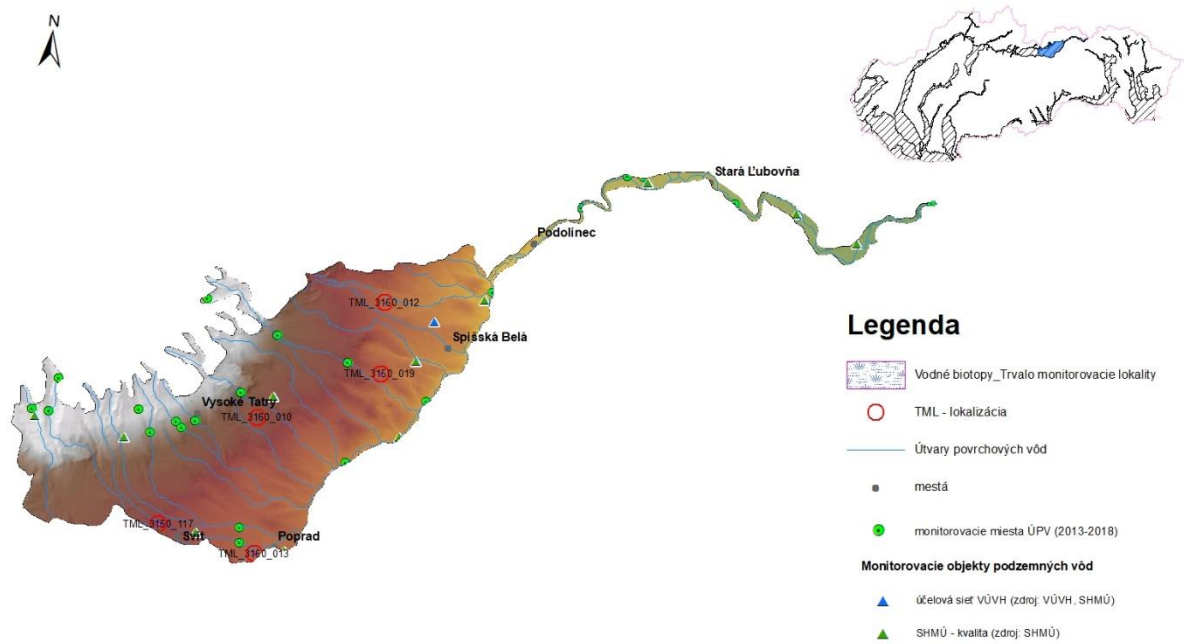 N
Stará Ľubovňa
Podolínec
TML_3160_012
Spišská Belá
TML_3160_019
Vysoké Tatry
TML_3160_010
TML_3150_117
Svit
Poprad
TML_3160_013
Legenda
Vodné biotopy_Trvalo monitorovacie lokality
TML - lokalizácia
Útvary povrchových vôd
mestá
monitorovacie miesta ÚPV (2013-2018)
Monitorovacie objekty podzemných vôd
účelová sieť VÚVH (zdroj: VÚVH, SHMÚ)
SHMÚ - kvalita (zdroj: SHMÚ)